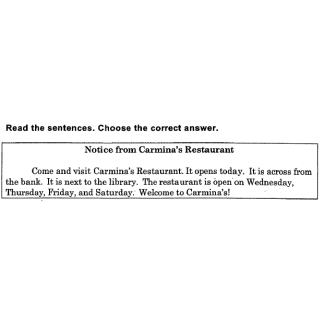 Read the sentences. Choose the correct answer.
Notice from Carmina's Restaurant
Come and visit Carmina's Restaurant. It opens today. It is across from
the bank. It is next to the library. The restaurant is open on Wednesday,
Thursday, Friday, and Saturday. Welcome to Carmina's!